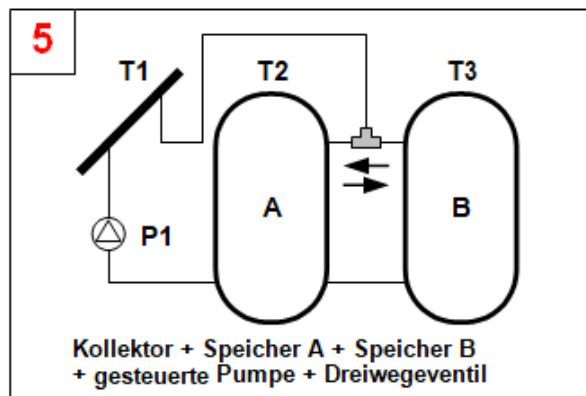 5
T1 T2 T3
A B
P1
Kollektor + Speicher A + Speicher B
+ gesteuerte Pumpe + Dreiwegeventil